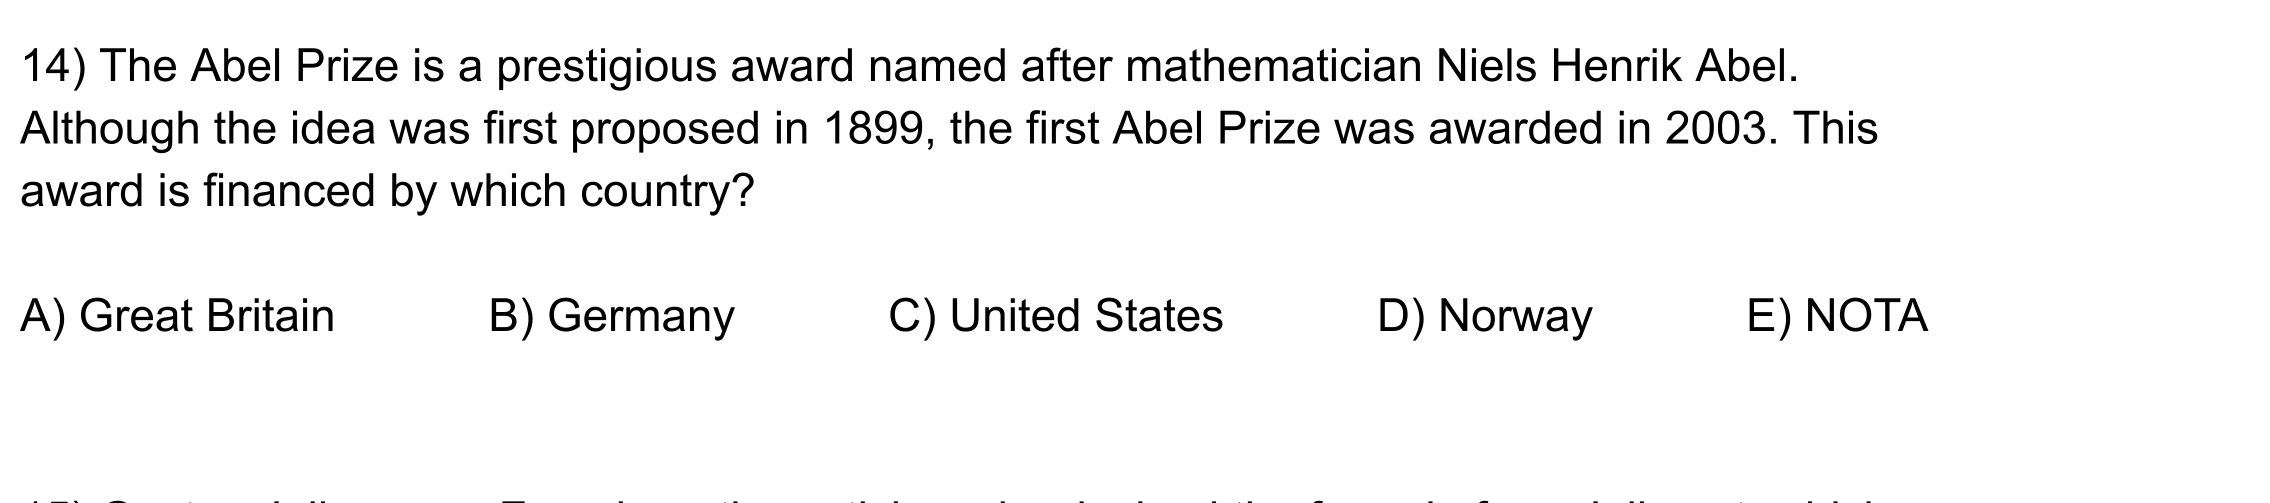 14) The Abel Prize is a prestigious award named after mathematician Niels Henrik Abel.
Although the idea was first proposed in 1899, the first Abel Prize was awarded in 2003. This
award is financed by which country?
A) Great Britain B) Germany C) United States D) Norway E) NOTA